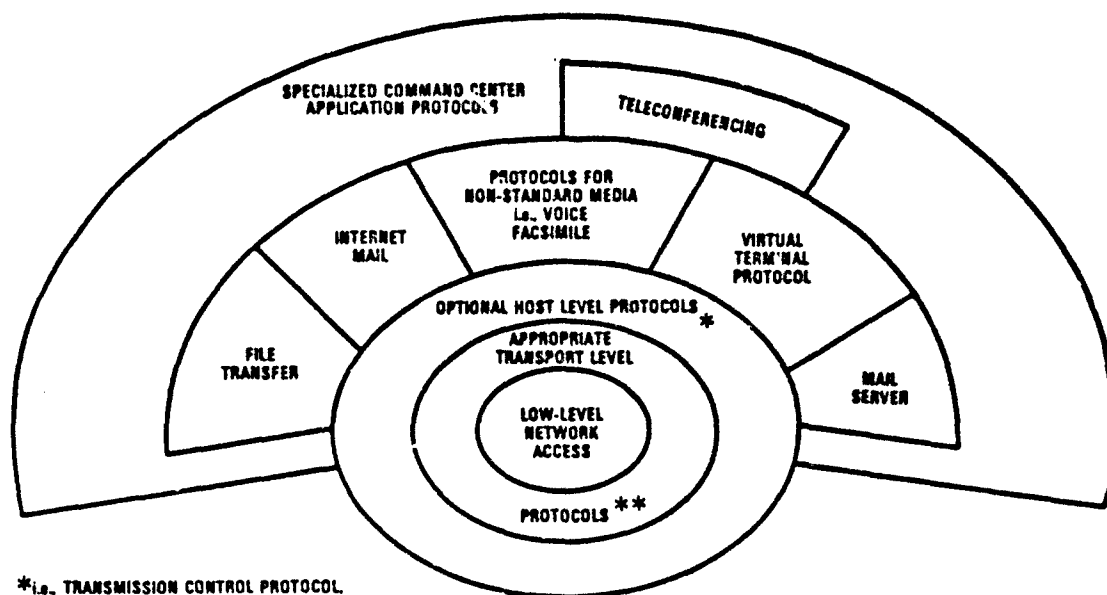 SPECIALIZED COMMAND CENTER
APPLICATION PROTOCOLS
TELECONFERENCING
PROTOCOLS FOR
NON-STANDARD MEDIA
i.e., VOICE
FACSIMILE
INTERNET
MAIL
VIRTUAL
TERMINAL
PROTOCOL
FILE
TRANSFER
MAIL
SERVER
OPTIONAL HOST LEVEL PROTOCOLS *
APPROPRIATE
TRANSPORT LEVEL
LOW-LEVEL
NETWORK
ACCESS
PROTOCOLS **
*i.e., TRANSMISSION CONTROL PROTOCOL.